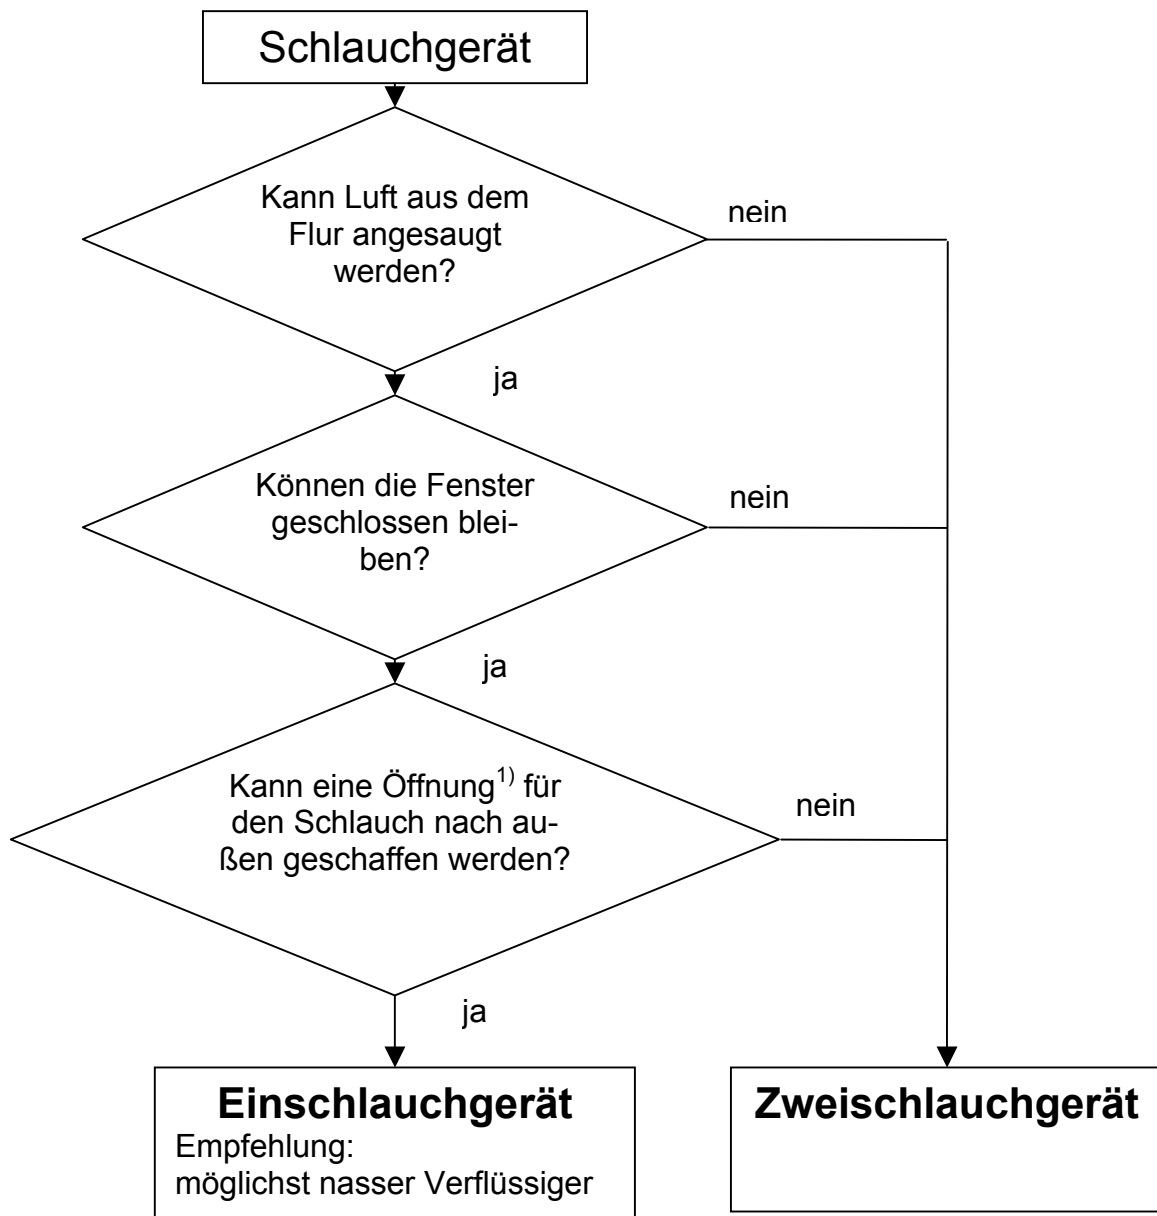 Schlauchgerät
Kann Luft aus dem
Flur angesaugt
werden?
nein
ja
Können die Fenster
geschlossen blei-
ben?
nein
ja
Kann eine Öffnung1) für
den Schlauch nach au-
ßen geschaffen werden?
nein
ja
Einschlauchgerät
Empfehlung:
möglichst nasser Verflüssiger
Zweischlauchgerät